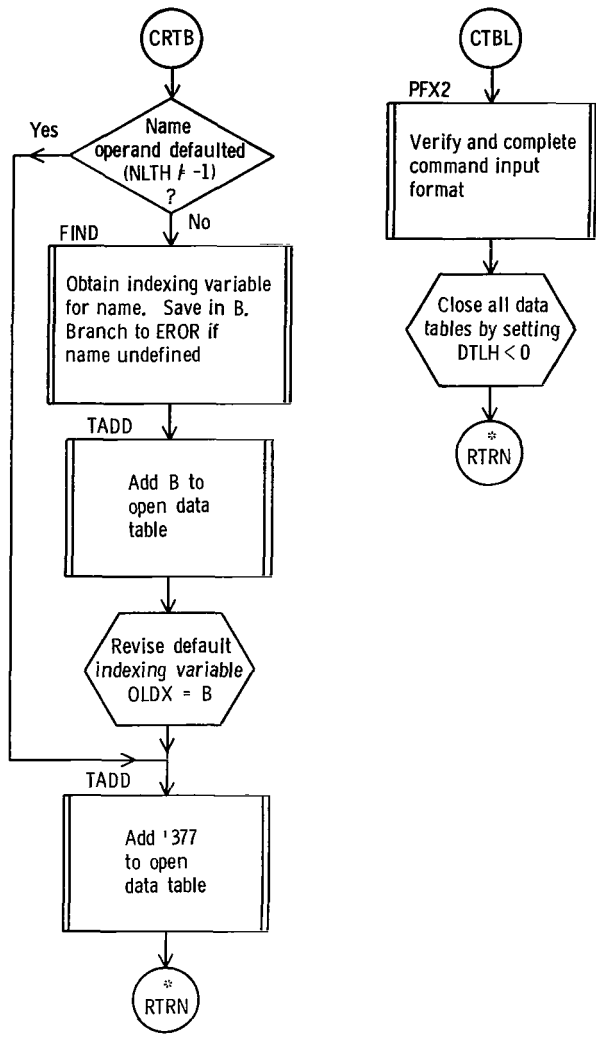 CRTB
Name
operand defaulted
(NLTH ≠ -1)
?
Yes
No
FIND
Obtain indexing variable
for name. Save in B.
Branch to EROR if
name undefined
TADD
Add B to
open data
table
Revise default
indexing variable
OLDX = B
TADD
Add '377
to open
data table
*
RTRN
CTBL
PFX2
Verify and complete
command input
format
Close all data
tables by setting
DTLH < 0
*
RTRN